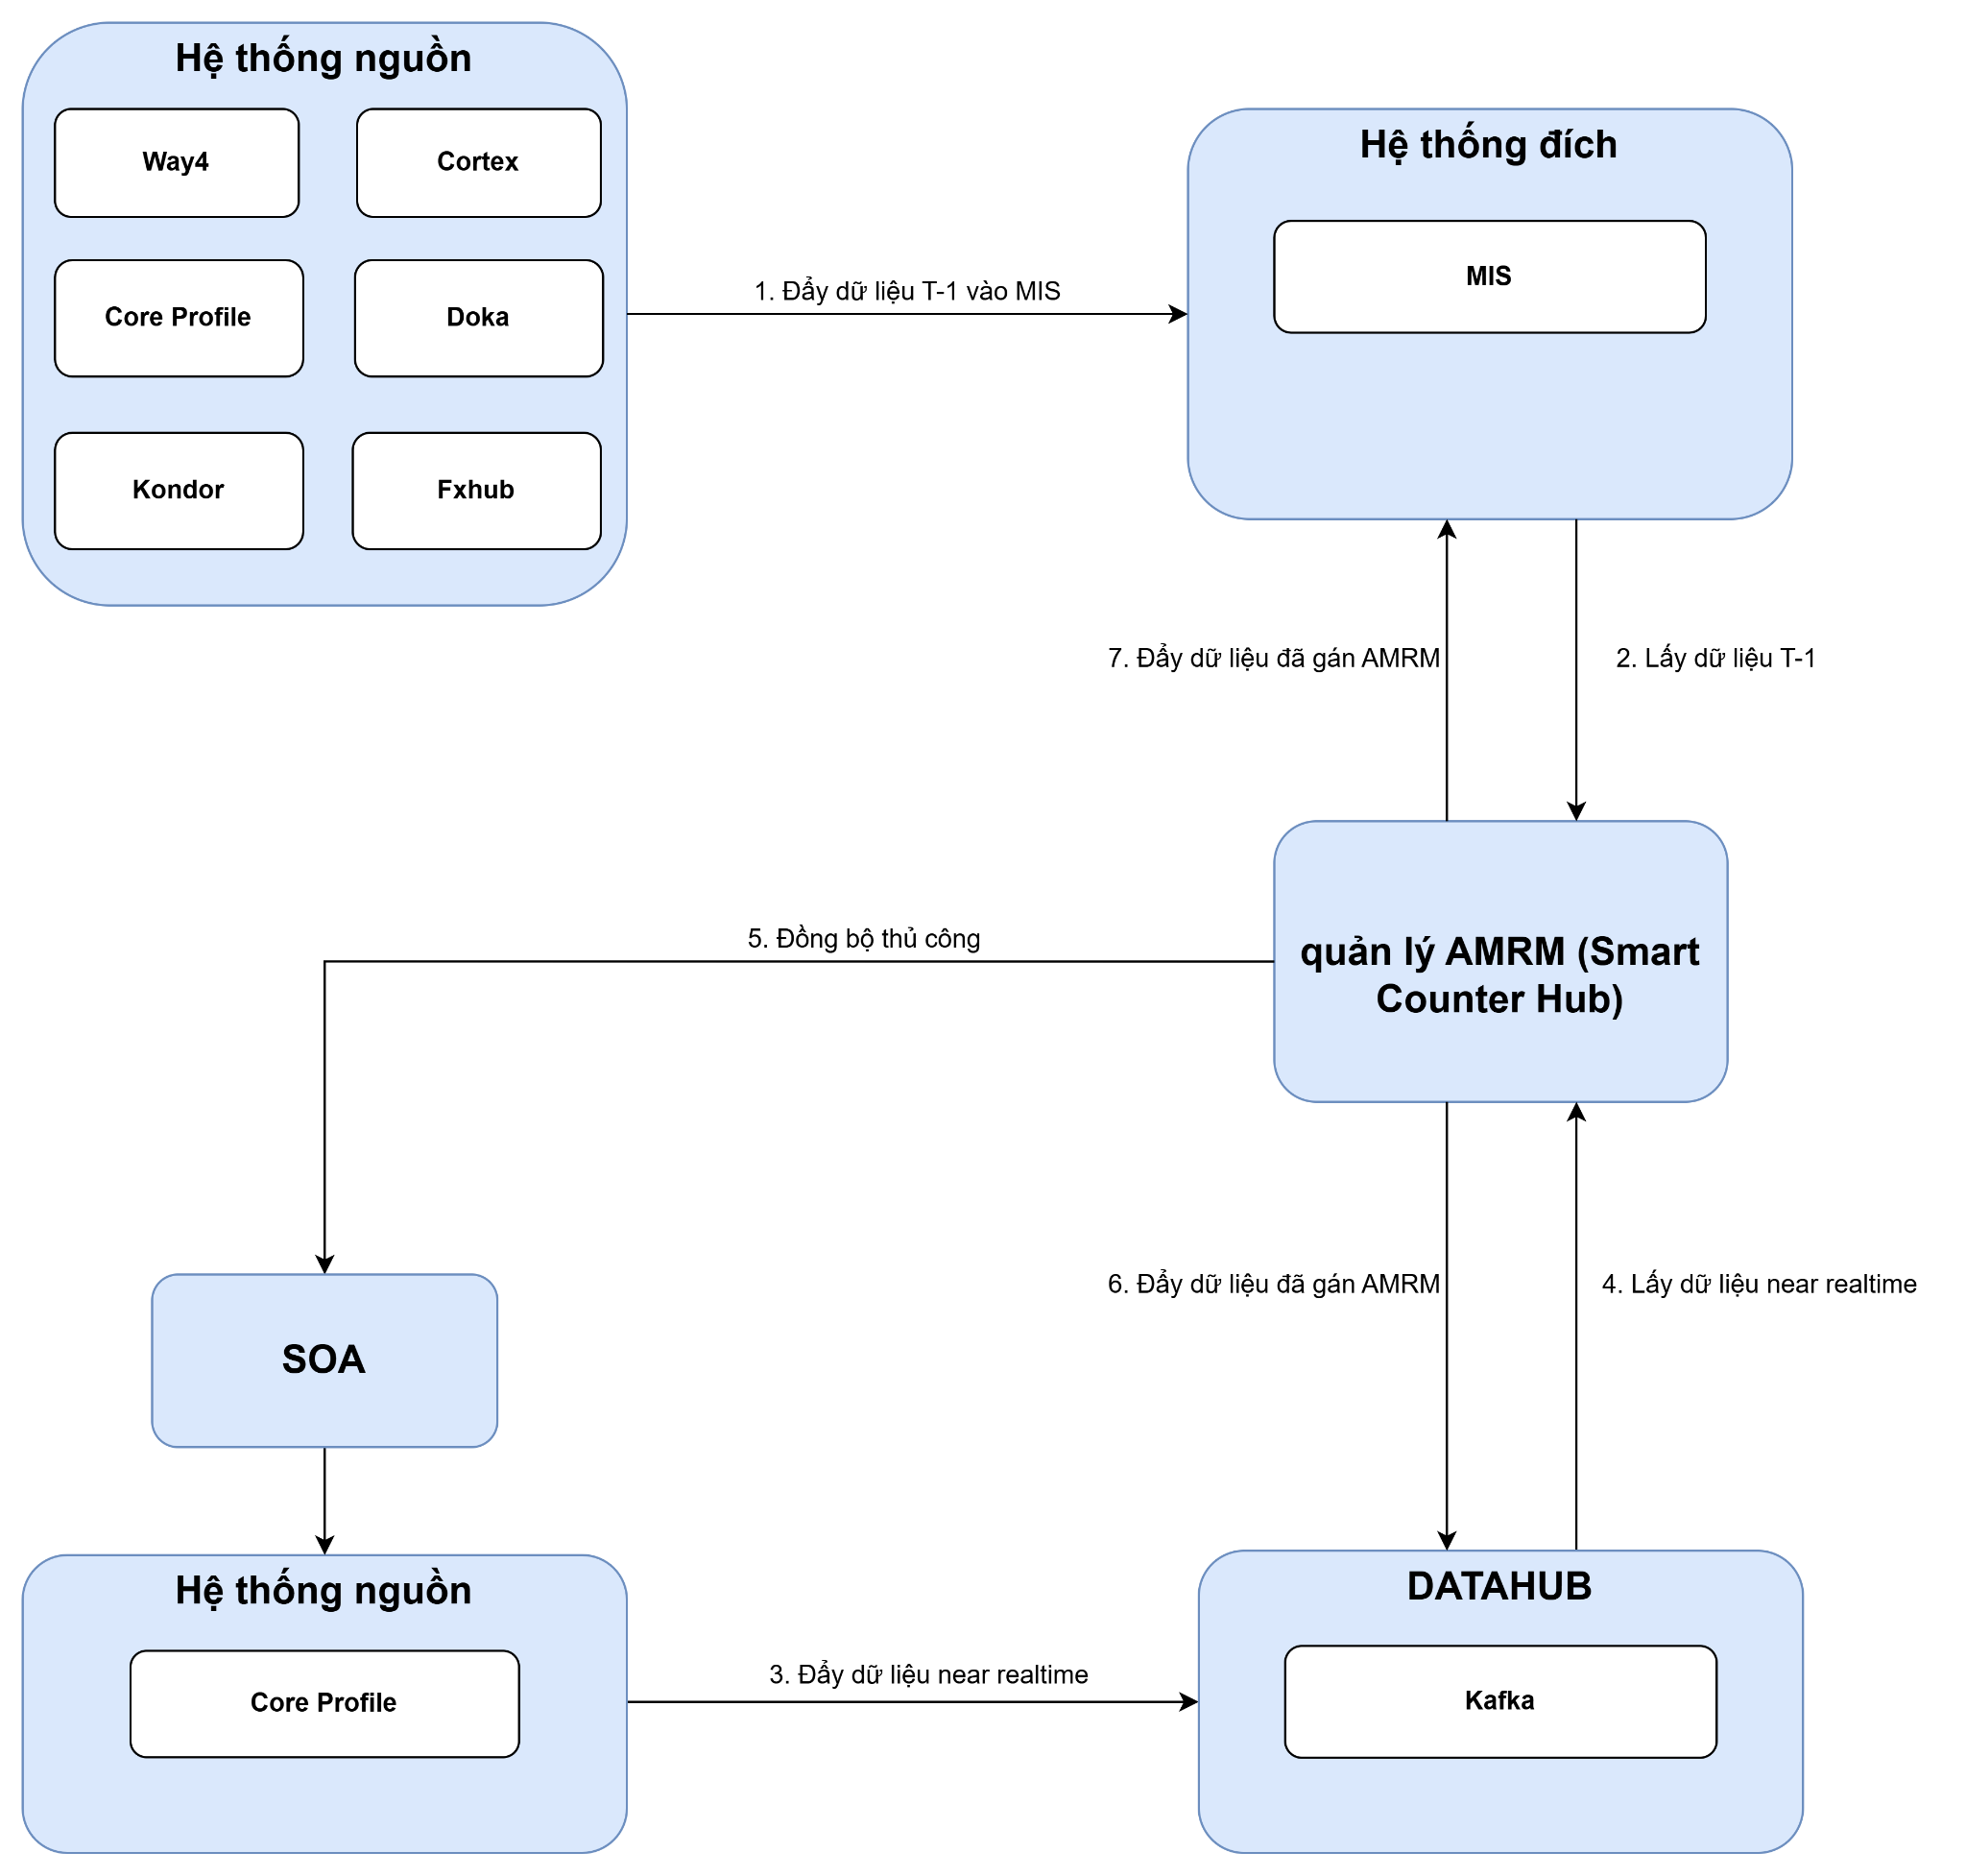 Hệ thống nguồn
Way4
Cortex
Core Profile
Doka
Kondor
Fxhub
1. Đẩy dữ liệu T-1 vào MIS
Hệ thống đích
MIS
7. Đẩy dữ liệu đã gán AMRM
2. Lấy dữ liệu T-1
5. Đồng bộ thủ công
quản lý AMRM (Smart
Counter Hub)
6. Đẩy dữ liệu đã gán AMRM
4. Lấy dữ liệu near realtime
SOA
Hệ thống nguồn
Core Profile
3. Đẩy dữ liệu near realtime
DATAHUB
Kafka